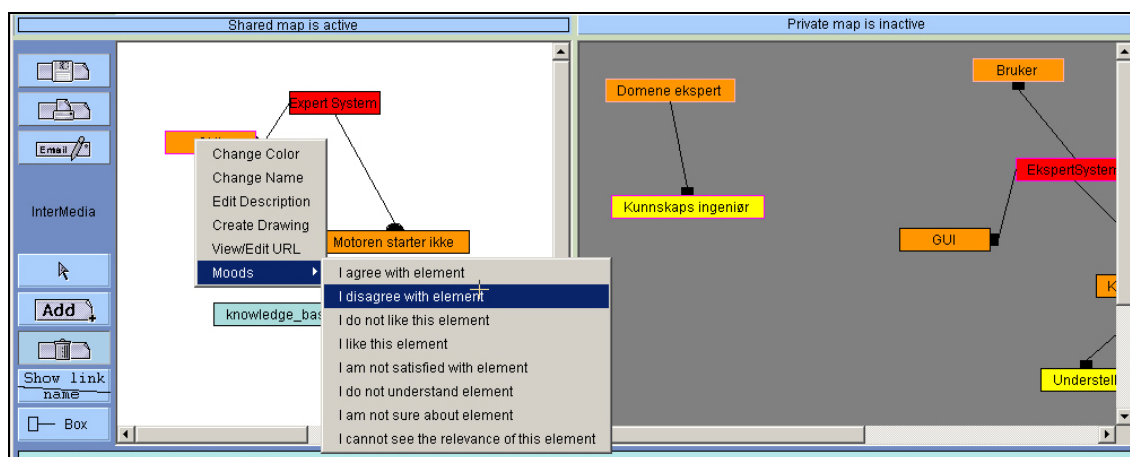 Shared map is active
Private map is inactive
Email
InterMedia
Add
Show link
name
Box
Expert System
Change Color
Change Name
Edit Description
Create Drawing
View/Edit URL
Moods
Motoren starter ikke
knowledge_bas
I agree with element
I disagree with element
I do not like this element
I like this element
I am not satisfied with element
I do not understand element
I am not sure about element
I cannot see the relevance of this element
Domene ekspert
Bruker
EkspertSystem
Kunnskaps ingeniør
GUI
K
Understell